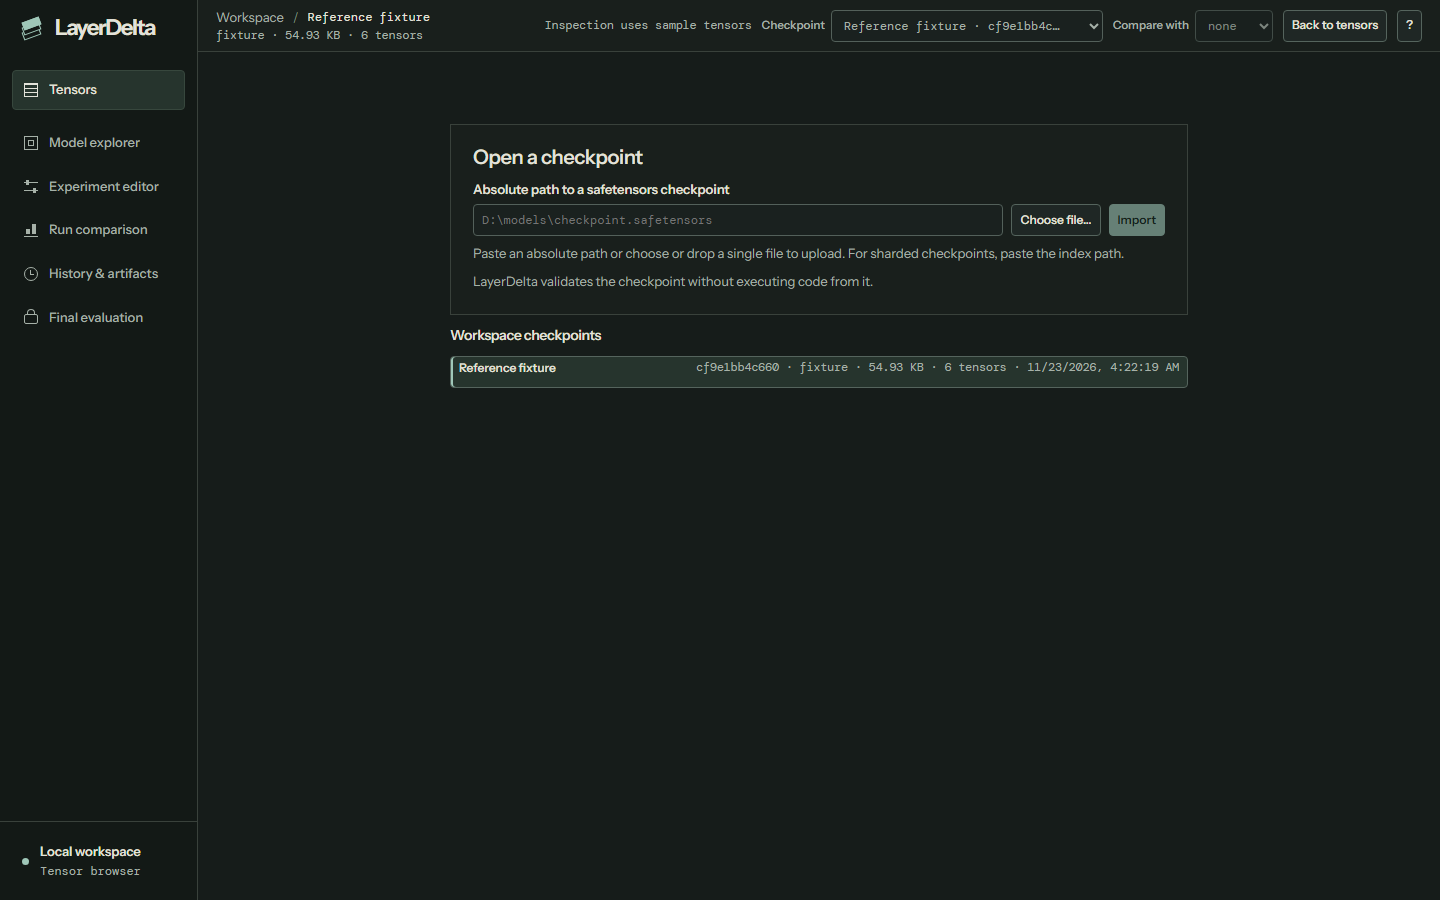 LayerDelta
Tensors
Model explorer
Experiment editor
Run comparison
History & artifacts
Final evaluation
Local workspace
Tensor browser
Workspace / Reference fixture
fixture · 54.93 KB · 6 tensors
Inspection uses sample tensors
Checkpoint
Reference fixture · cf9e1bb4c…
Compare with
none
Back to tensors
?
Open a checkpoint
Absolute path to a safetensors checkpoint
D:\models\checkpoint.safetensors
Choose file...
Import
Paste an absolute path or choose or drop a single file to upload. For sharded checkpoints, paste the index path.
LayerDelta validates the checkpoint without executing code from it.
Workspace checkpoints
Reference fixture
cf9e1bb4c660 · fixture · 54.93 KB · 6 tensors · 11/23/2026, 4:22:19 AM